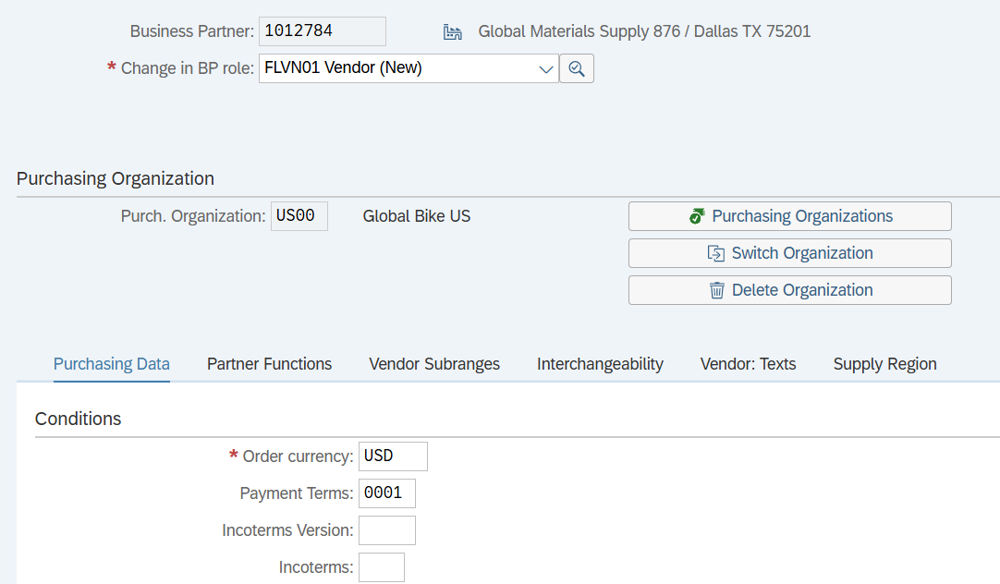 Business Partner: 1012784 Global Materials Supply 876 / Dallas TX 75201
* Change in BP role: FLVN01 Vendor (New)
Purchasing Organization
Purch. Organization: US00 Global Bike US Purchasing Organizations
Switch Organization
Delete Organization
Purchasing Data Partner Functions Vendor Subranges Interchangeability Vendor: Texts Supply Region
Conditions
* Order currency: USD
Payment Terms: 0001
Incoterms Version:
Incoterms: